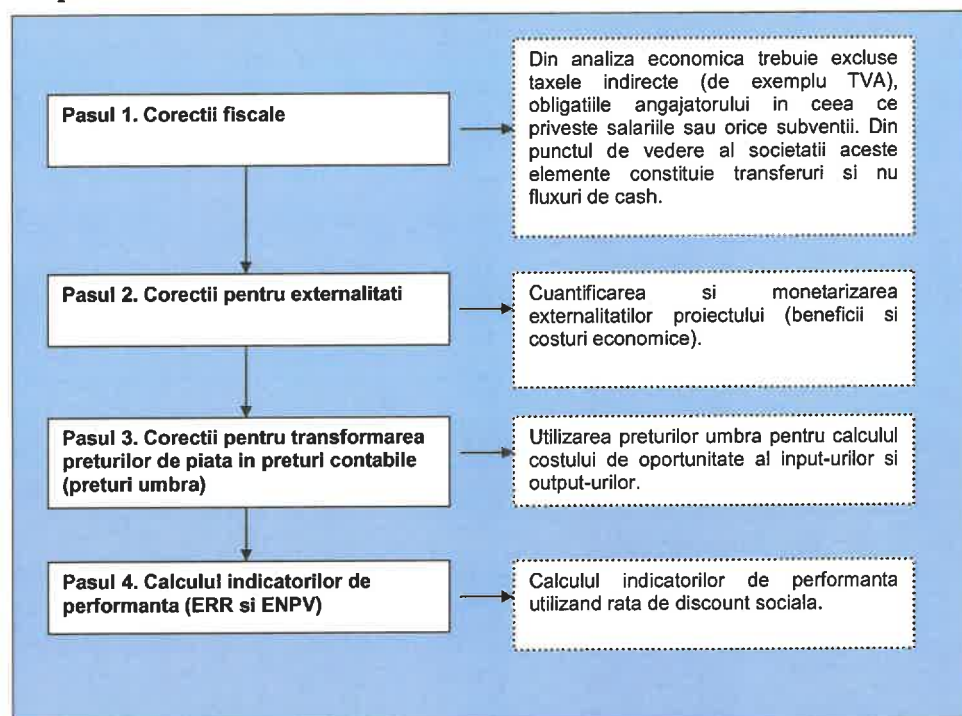 Pasul 1. Corectii fiscale
Din analiza economica trebuie excluse
taxele indirecte (de exemplu TVA),
obligatiile angajatorului in ceea ce
priveste salariile sau orice subventii. Din
punctul de vedere al societatii aceste
elemente constituie transferuri si nu
fluxuri de cash.
Pasul 2. Corectii pentru externalitati
Cuantificarea si monetarizarea
externalitatilor proiectului (beneficii si
costuri economice).
Pasul 3. Corectii pentru transformarea
preturilor de piata in preturi contabile
(preturi umbra)
Utilizarea preturilor umbra pentru calculul
costului de oportunitate al input-urilor si
output-urilor.
Pasul 4. Calculul indicatorilor de
performanta (ERR si ENPV)
Calculul indicatorilor de performanta
utilizand rata de discount sociala.